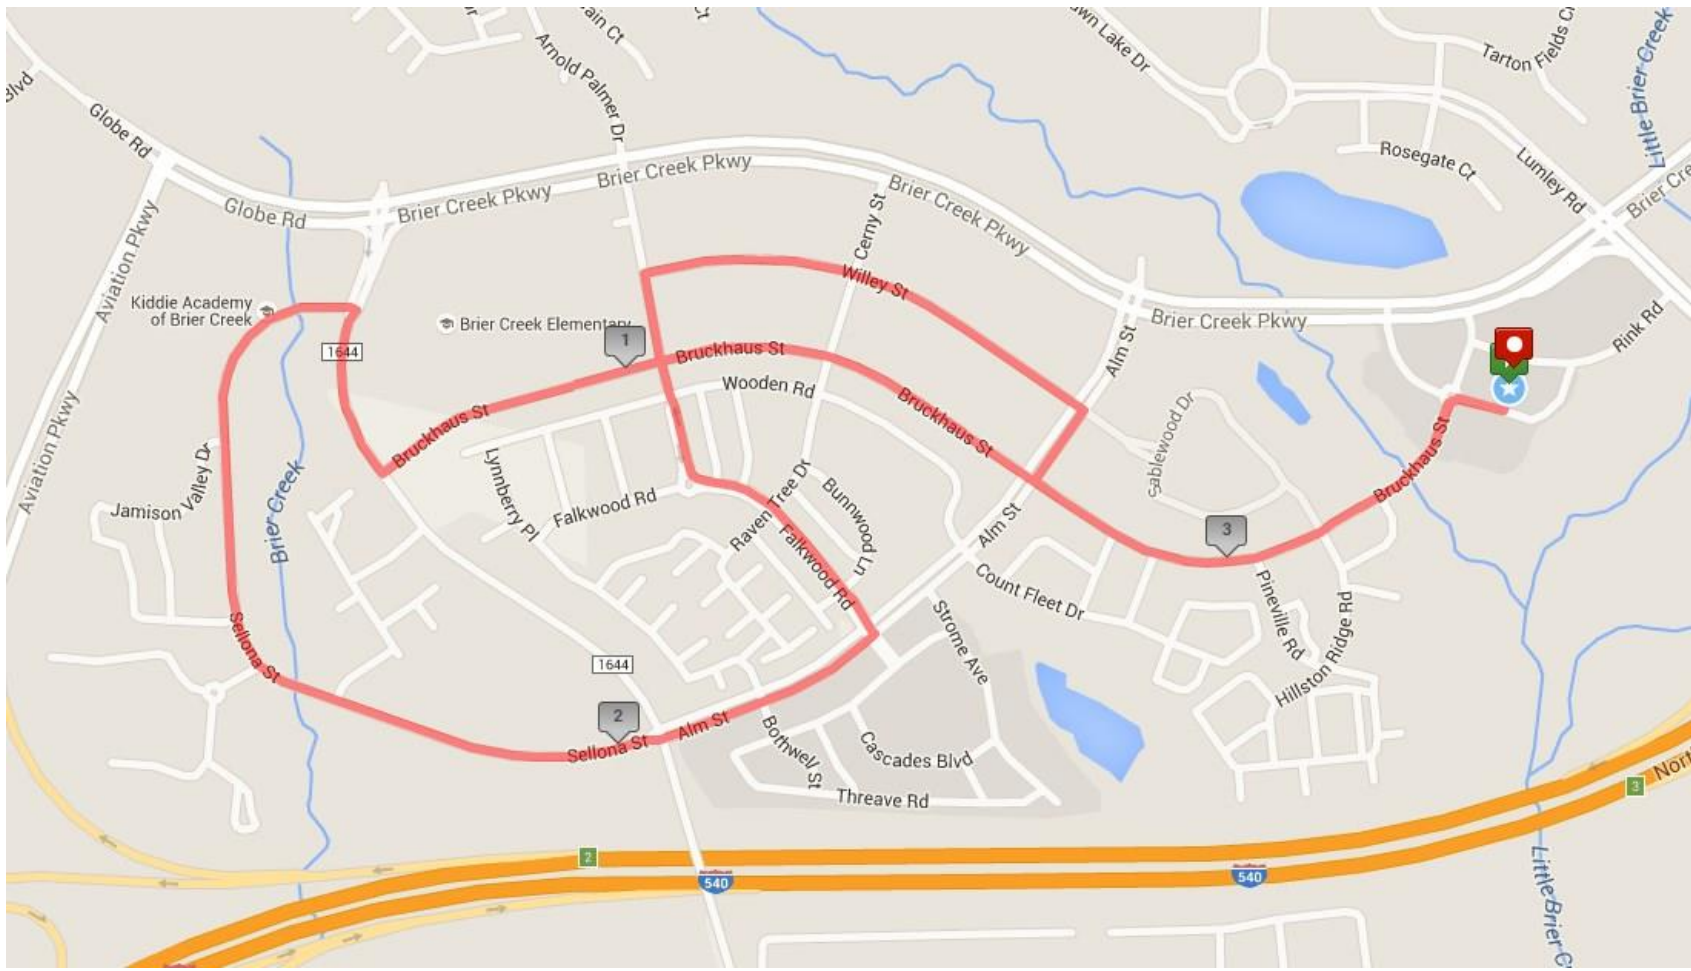 Blvd
Globe Rd
Arnold Palmer Dr
Ct
Ct
Dr
Tarton Fields
Little Brier Creek
Aviation Pkwy
Globe Rd
Brier Creek Pkwy
Brier Creek Pkwy
Cerny St
Brier Creek Pkwy
Rosegate Ct
Lumley Rd
Kiddie Academy
of Brier Creek
Brier Creek Elementary
1644
1
Willey St
Alm St
Brier Creek Pkwy
Rink Rd
Aviation Pkwy
Bruckhaus St
Bruckhaus St
Wooden Rd
Bruckhaus St
Sablewood Dr
Bruckhaus St
Jamison Valley Dr
Brier Creek
Lynnberry Pl
Falkwood Rd
Raven Tree Dr
Bunnwood Ln
Falkwood Rd
Alm St
3
Count Fleet Dr
Pineville Rd
Hillston Ridge Rd
Strome Ave
Sellona St
1644
2
Sellona St
Alm St
Bothwell St
Cascades Blvd
Threave Rd
2
540
540
3
Little Brier